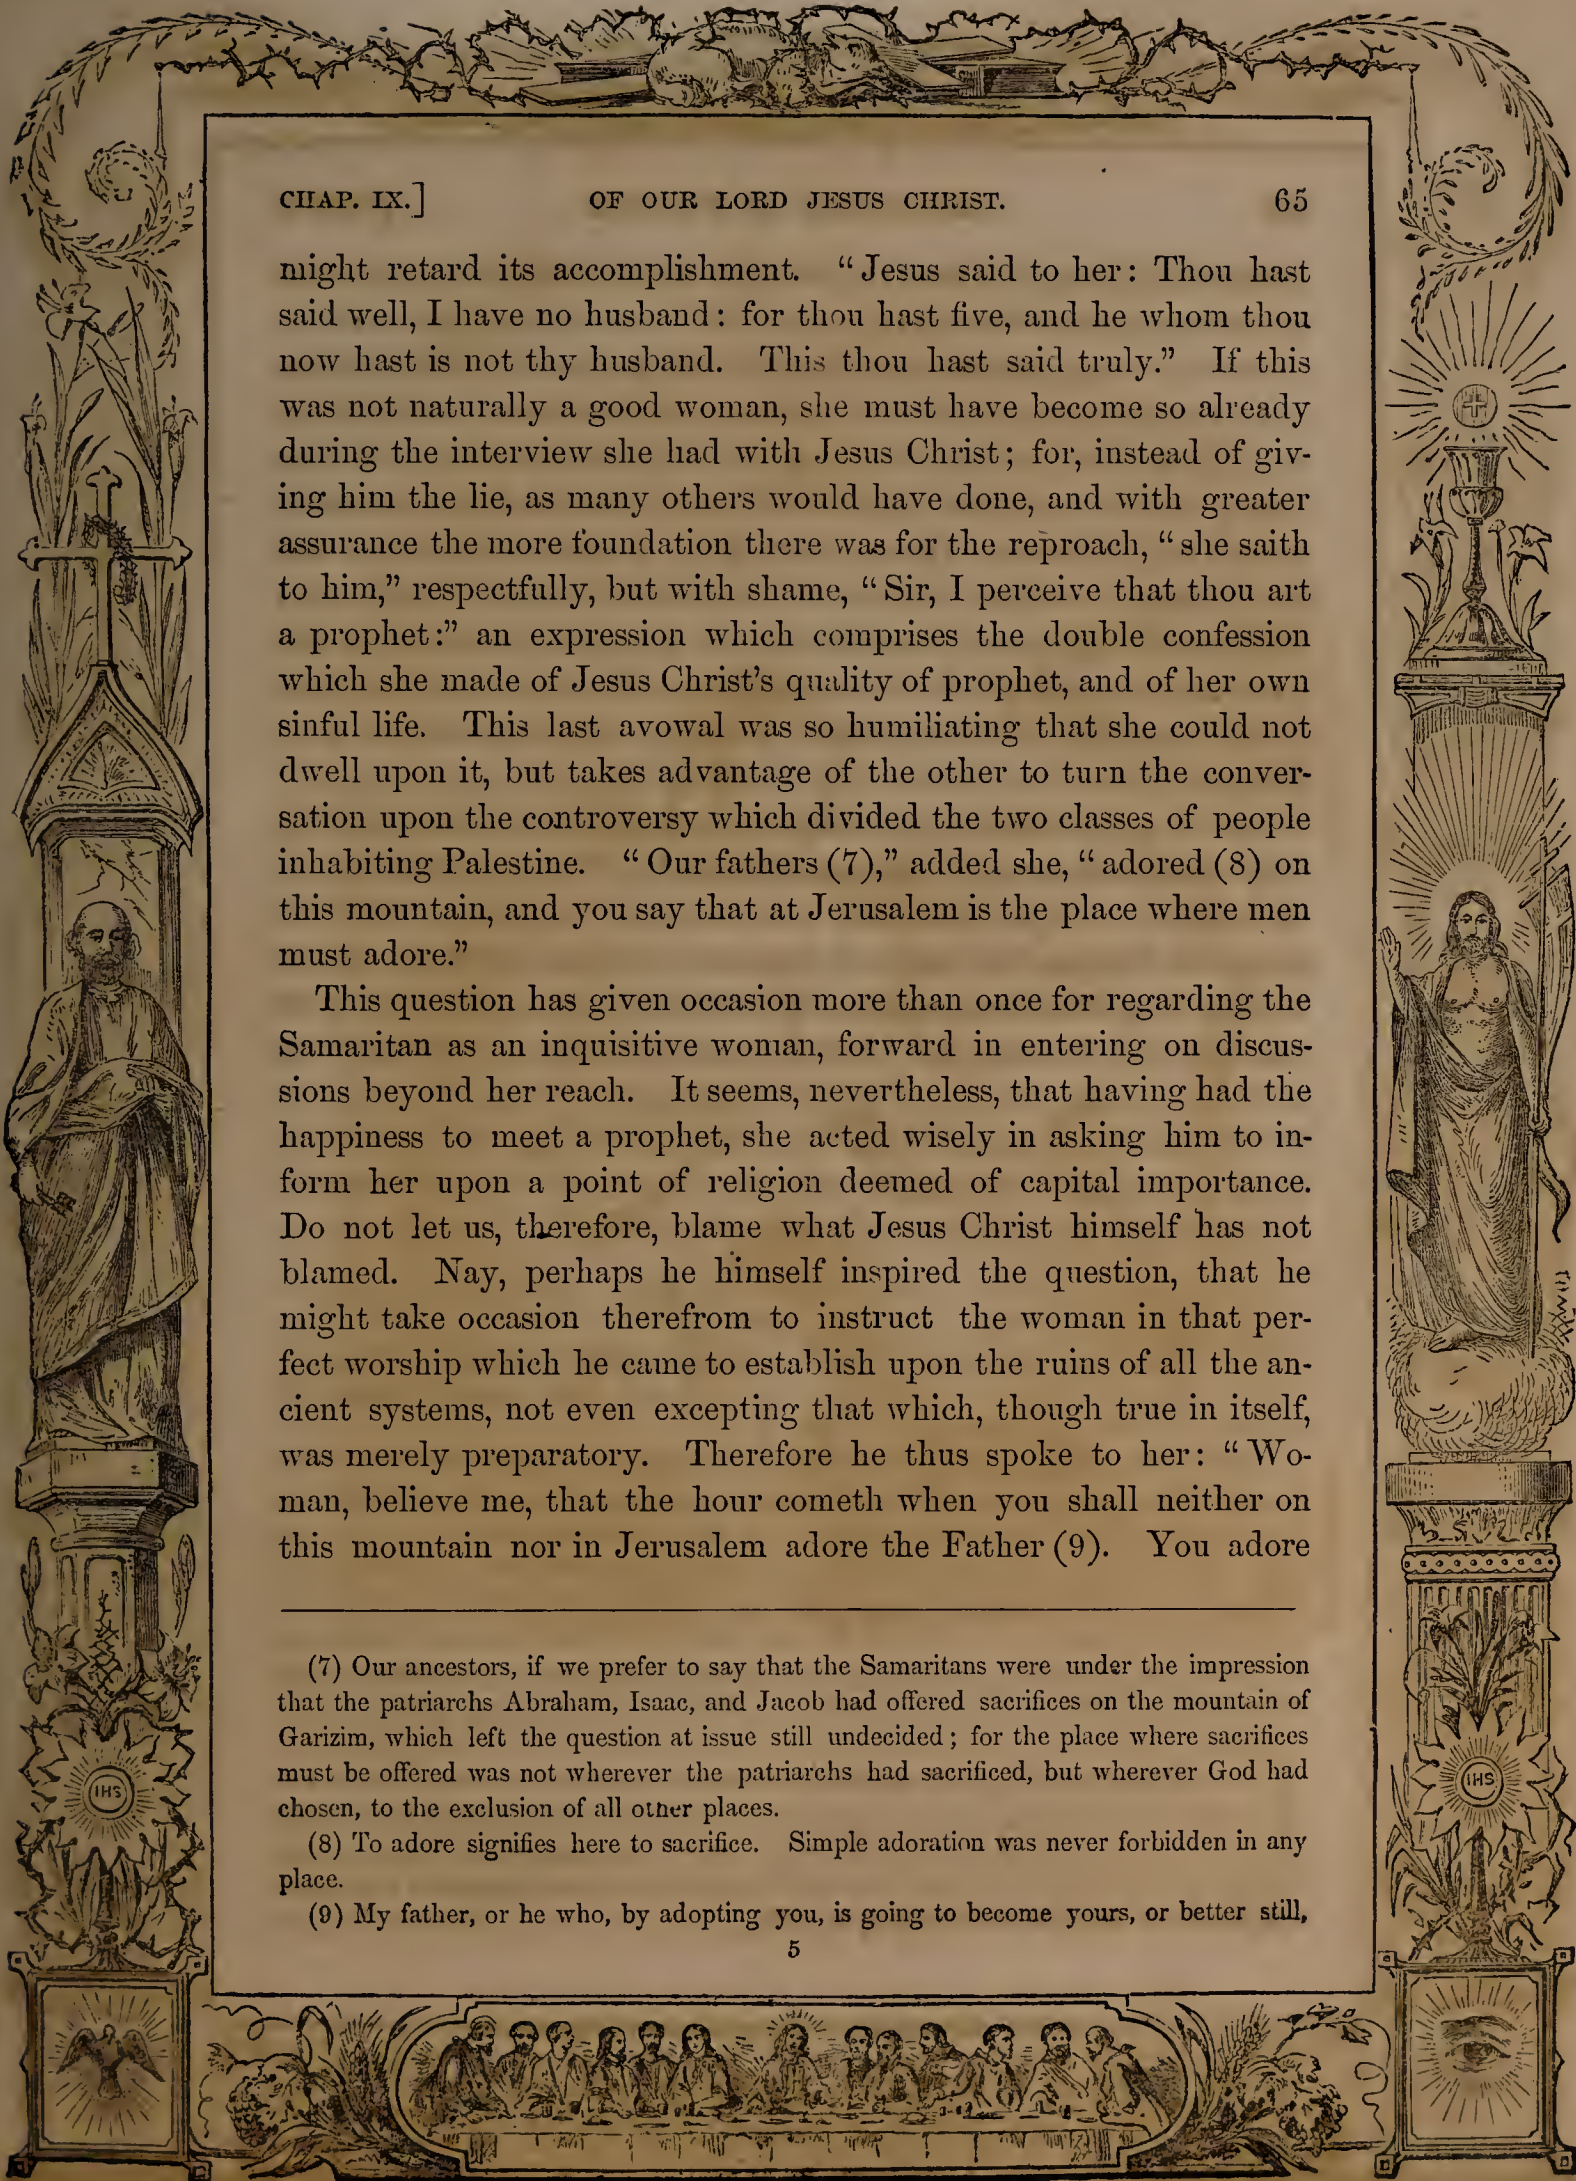 CHAP. IX.] OF OUR LORD JESUS CHRIST. 65
might retard its accomplishment. “Jesus said to her: Thou hast
said well, I have no husband: for thou hast five, and he whom thou
now hast is not thy husband. This thou hast said truly.” If this
was not naturally a good woman, she must have become so already
during the interview she had with Jesus Christ; for, instead of giv-
ing him the lie, as many others would have done, and with greater
assurance the more foundation there was for the reproach, “she saith
to him,” respectfully, but with shame, “Sir, I perceive that thou art
a prophet:” an expression which comprises the double confession
which she made of Jesus Christ’s quality of prophet, and of her own
sinful life. This last avowal was so humiliating that she could not
dwell upon it, but takes advantage of the other to turn the conver-
sation upon the controversy which divided the two classes of people
inhabiting Palestine. “Our fathers (7),” added she, “adored (8) on
this mountain, and you say that at Jerusalem is the place where men
must adore.”
This question has given occasion more than once for regarding the
Samaritan as an inquisitive woman, forward in entering on discus-
sions beyond her reach. It seems, nevertheless, that having had the
happiness to meet a prophet, she acted wisely in asking him to in-
form her upon a point of religion deemed of capital importance.
Do not let us, therefore, blame what Jesus Christ himself has not
blamed. Nay, perhaps he himself inspired the question, that he
might take occasion therefrom to instruct the woman in that per-
fect worship which he came to establish upon the ruins of all the an-
cient systems, not even excepting that which, though true in itself,
was merely preparatory. Therefore he thus spoke to her: “Wo-
man, believe me, that the hour cometh when you shall neither on
this mountain nor in Jerusalem adore the Father (9). You adore
(7) Our ancestors, if we prefer to say that the Samaritans were under the impression
that the patriarchs Abraham, Isaac, and Jacob had offered sacrifices on the mountain of
Garizim, which left the question at issue still undecided; for the place where sacrifices
must be offered was not wherever the patriarchs had sacrificed, but wherever God had
chosen, to the exclusion of all other places.
(8) To adore signifies here to sacrifice. Simple adoration was never forbidden in any
place.
(9) My father, or he who, by adopting you, is going to become yours, or better still,
5
IHS
IHS